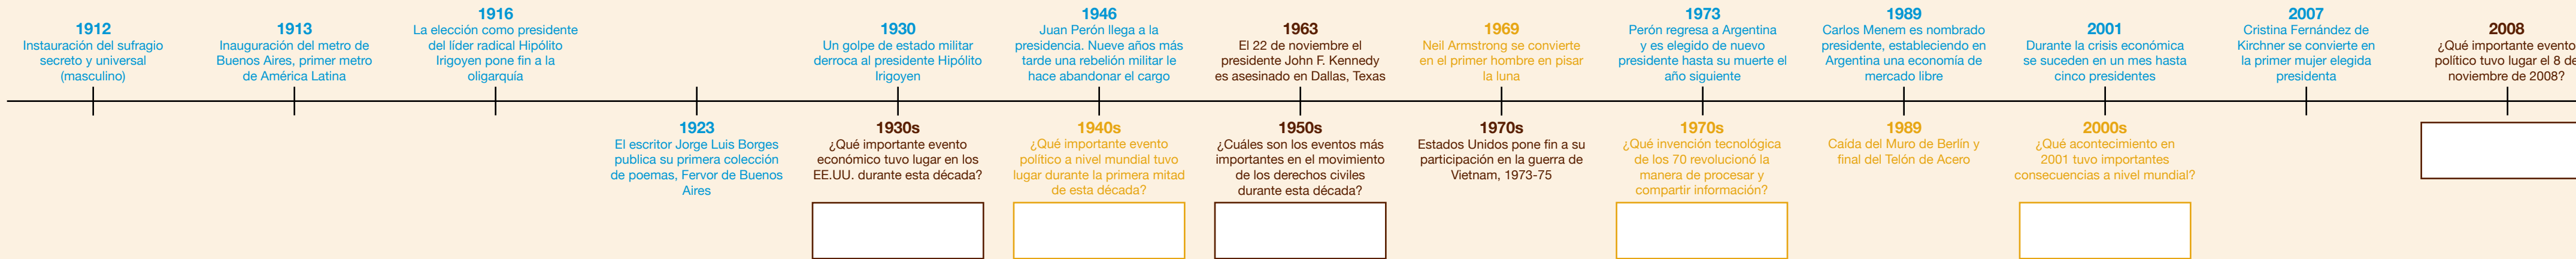 1912
Instauración del sufragio
secreto y universal
(masculino)
1913
Inauguración del metro de
Buenos Aires, primer metro
de América Latina
1916
La elección como presidente
del líder radical Hipólito
Irigoyen pone fin a la
oligarquía
1923
El escritor Jorge Luis Borges
publica su primera colección
de poemas, Fervor de Buenos
Aires
1930
Un golpe de estado militar
derroca al presidente Hipólito
Irigoyen
1930s
¿Qué importante evento
económico tuvo lugar en los
EE.UU. durante esta década?
1946
Juan Perón llega a la
presidencia. Nueve años más
tarde una rebelión militar le
hace abandonar el cargo
1940s
¿Qué importante evento
político a nivel mundial tuvo
lugar durante la primera mitad
de esta década?
1963
El 22 de noviembre el
presidente John F. Kennedy
es asesinado en Dallas, Texas
1950s
¿Cuáles son los eventos más
importantes en el movimiento
de los derechos civiles
durante esta década?
1969
Neil Armstrong se convierte
en el primer hombre en pisar
la luna
1970s
Estados Unidos pone fin a su
participación en la guerra de
Vietnam, 1973-75
1973
Perón regresa a Argentina
y es elegido de nuevo
presidente hasta su muerte el
año siguiente
1970s
¿Qué invención tecnológica
de los 70 revolucionó la
manera de procesar y
compartir información?
1989
Carlos Menem es nombrado
presidente, estableciendo en
Argentina una economía de
mercado libre
1989
Caída del Muro de Berlín y
final del Telón de Acero
2001
Durante la crisis económica
se suceden en un mes hasta
cinco presidentes
2000s
¿Qué acontecimiento en
2001 tuvo importantes
consecuencias a nivel mundial?
2007
Cristina Fernández de
Kirchner se convierte en
la primer mujer elegida
presidenta
2008
¿Qué importante evento
político tuvo lugar el 8 de
noviembre de 2008?